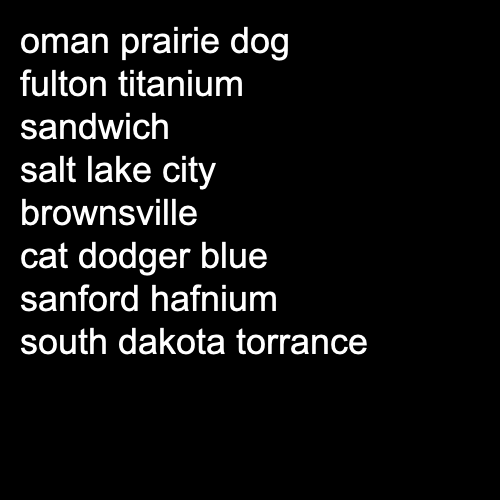 oman prairie dog
fulton titanium
sandwich
salt lake city
brownsville
cat dodger blue
sanford hafnium
south dakota torrance